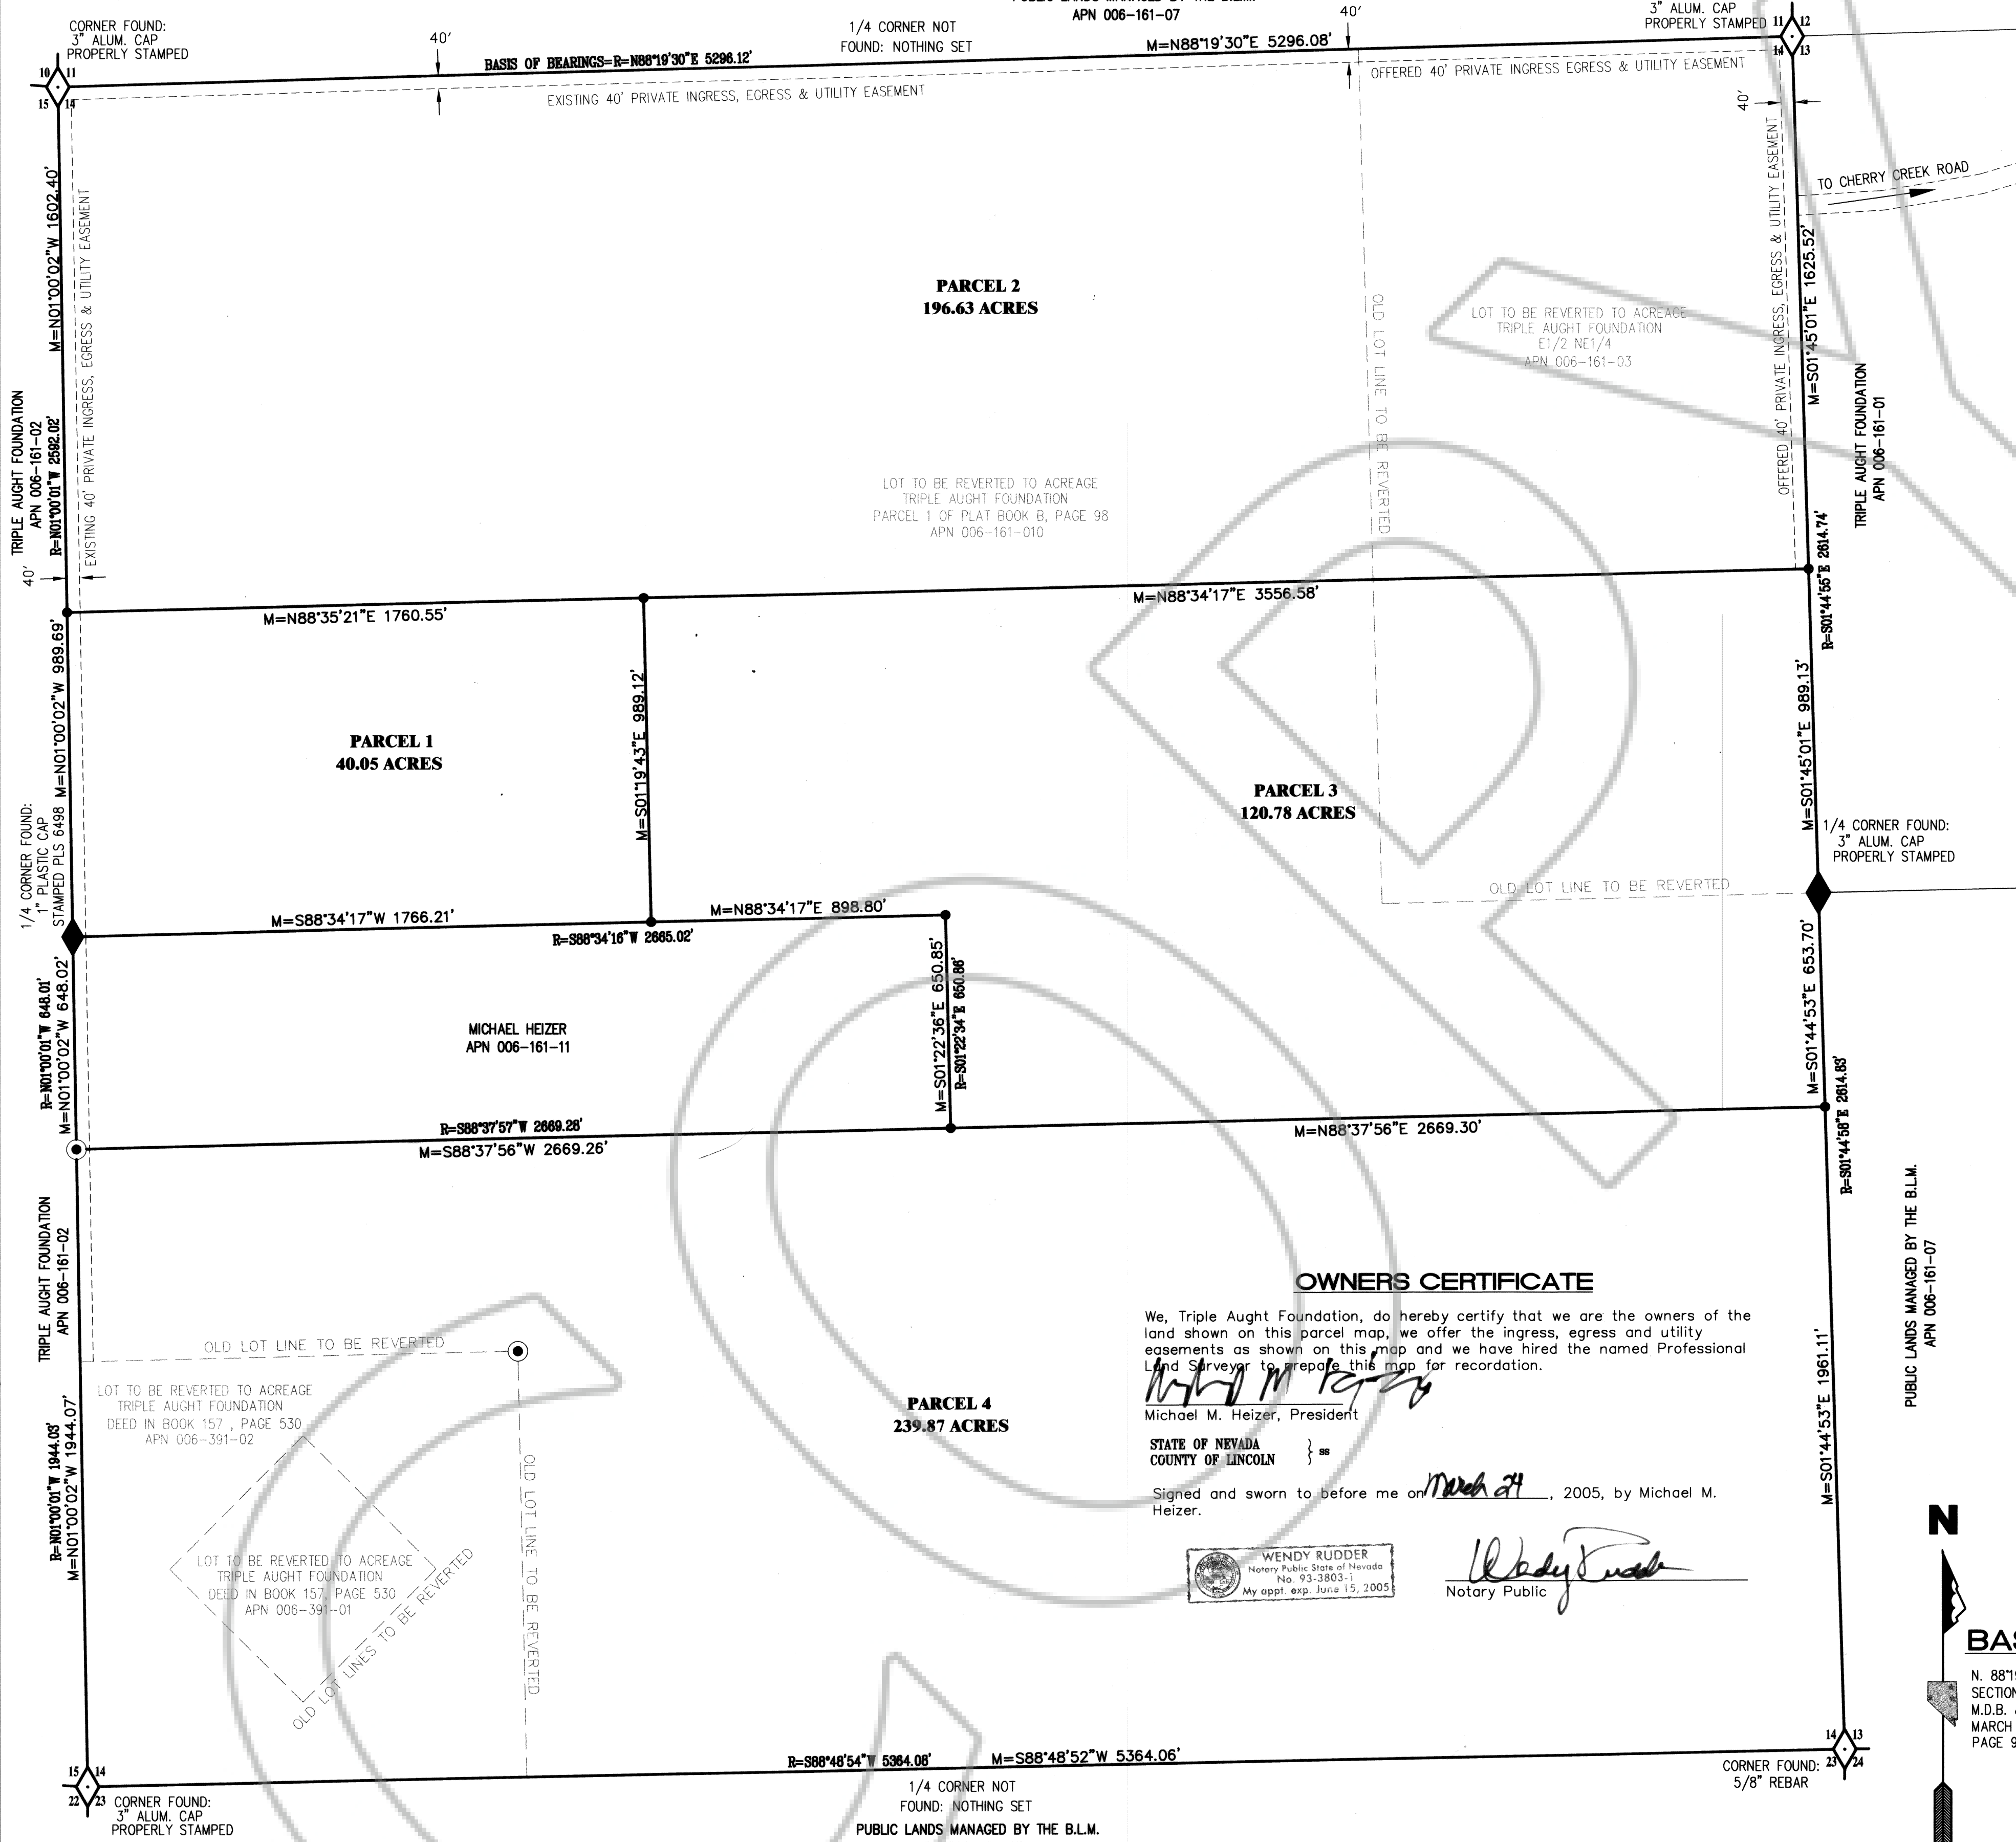 APN 006-161-07
CORNER FOUND:
3" ALUM. CAP
PROPERLY STAMPED
10 11
15 14
40'
1/4 CORNER NOT
FOUND: NOTHING SET
40'
3" ALUM. CAP
PROPERLY STAMPED
11 12
14 13
BASIS OF BEARINGS=R=N88°19'30"E 5296.12'
M=N88°19'30"E 5296.08'
EXISTING 40' PRIVATE INGRESS, EGRESS & UTILITY EASEMENT
OFFERED 40' PRIVATE INGRESS EGRESS & UTILITY EASEMENT
40'
TO CHERRY CREEK ROAD
M=N01°00'02"W 1602.40'
EXISTING 40' PRIVATE INGRESS, EGRESS & UTILITY EASEMENT
TRIPLE AUGHT FOUNDATION
APN 006-161-02
R=N01°00'01"W 2592.02'
40'
PARCEL 2
196.63 ACRES
OLD LOT LINE TO BE REVERTED
LOT TO BE REVERTED TO ACREAGE
TRIPLE AUGHT FOUNDATION
E1/2 NE1/4
APN 006-161-03
OFFERED 40' PRIVATE INGRESS, EGRESS & UTILITY EASEMENT
M=S01°45'01"E 1625.52'
TRIPLE AUGHT FOUNDATION
APN 006-161-01
R=S01°44'55"E 2614.74'
LOT TO BE REVERTED TO ACREAGE
TRIPLE AUGHT FOUNDATION
PARCEL 1 OF PLAT BOOK B, PAGE 98
APN 006-161-010
M=N88°35'21"E 1760.55'
M=N88°34'17"E 3556.58'
M=N01°00'02"W 989.69'
M=S01°19'43"E 989.12'
M=S01°45'01"E 989.13'
PARCEL 1
40.05 ACRES
PARCEL 3
120.78 ACRES
1/4 CORNER FOUND:
1" PLASTIC CAP
STAMPED PLS 6498
1/4 CORNER FOUND:
3" ALUM. CAP
PROPERLY STAMPED
OLD LOT LINE TO BE REVERTED
M=S88°34'17"W 1766.21'
M=N88°34'17"E 898.80'
R=S88°34'16"W 2665.02'
R=N01°00'01"W 648.01'
M=N01°00'02"W 648.02'
MICHAEL HEIZER
APN 006-161-11
M=S01°22'36"E 650.85'
R=S01°22'34"E 650.86'
M=S01°44'53"E 653.70'
R=S01°44'58"E 2614.83'
R=S88°37'57"W 2669.28'
M=S88°37'56"W 2669.26'
M=N88°37'56"E 2669.30'
TRIPLE AUGHT FOUNDATION
APN 006-161-02
PUBLIC LANDS MANAGED BY THE B.L.M.
APN 006-161-07
OLD LOT LINE TO BE REVERTED
LOT TO BE REVERTED TO ACREAGE
TRIPLE AUGHT FOUNDATION
DEED IN BOOK 157 , PAGE 530
APN 006-391-02
R=N01°00'01"W 1944.03'
M=N01°00'02"W 1944.07'
PARCEL 4
239.87 ACRES
OLD LOT LINE TO BE REVERTED
LOT TO BE REVERTED TO ACREAGE
TRIPLE AUGHT FOUNDATION
DEED IN BOOK 157, PAGE 530
APN 006-391-01
OLD LOT LINES TO BE REVERTED
OWNERS CERTIFICATE
We, Triple Aught Foundation, do hereby certify that we are the owners of the
land shown on this parcel map, we offer the ingress, egress and utility
easements as shown on this map and we have hired the named Professional
Land Surveyor to prepare this map for recordation.
Michael M. Heizer, President
STATE OF NEVADA
COUNTY OF LINCOLN } ss
Signed and sworn to before me on March 24, 2005, by Michael M.
Heizer.
WENDY RUDDER
Notary Public State of Nevada
No. 93-3803-1
My appt. exp. June 15, 2005
Notary Public
M=S01°44'53"E 1961.11'
N
BAS
N. 88°1
SECTION
M.D.B.
MARCH
PAGE 9
R=S88°48'54"W 5364.08'
M=S88°48'52"W 5364.06'
15 14
22 23
CORNER FOUND:
3" ALUM. CAP
PROPERLY STAMPED
1/4 CORNER NOT
FOUND: NOTHING SET
PUBLIC LANDS MANAGED BY THE B.L.M.
14 13
23 24
CORNER FOUND:
5/8" REBAR